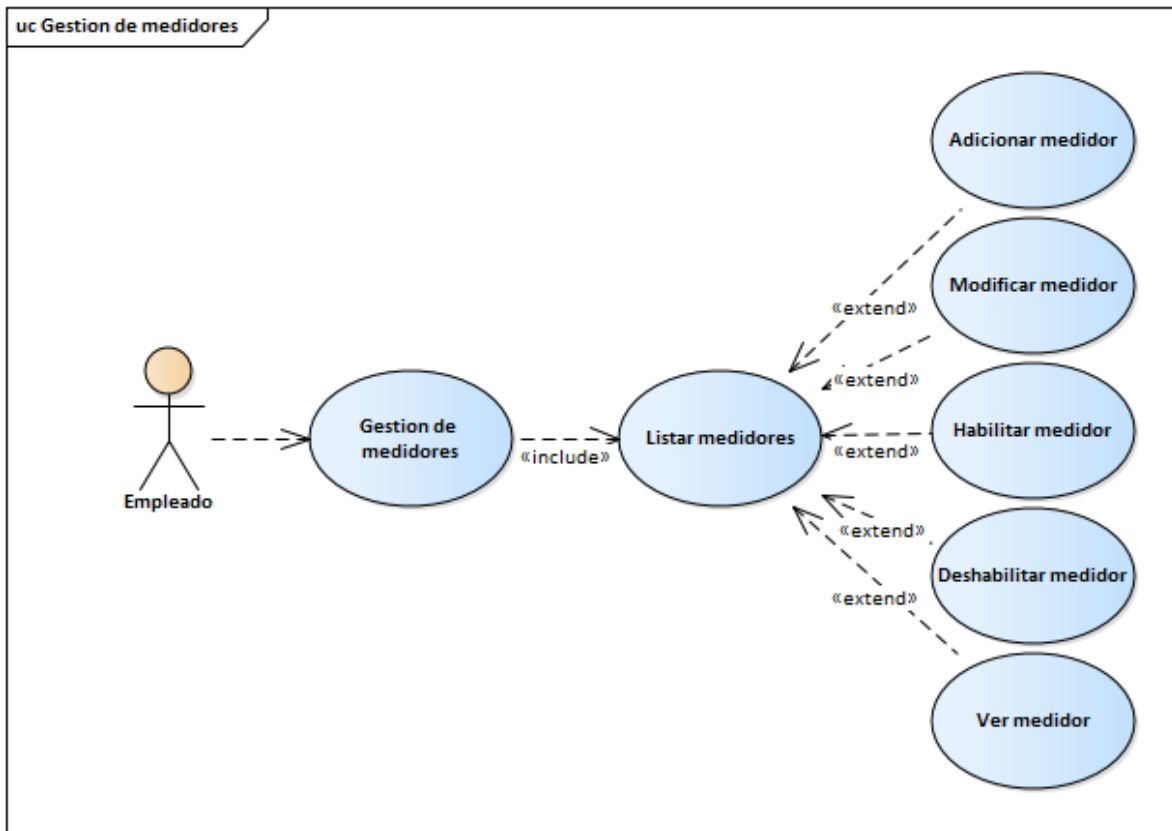 uc Gestion de medidores
Adicionar medidor
Modificar medidor
«extend»
«extend»
Habilitar medidor
«extend»
Gestion de
medidores
«include»
Listar medidores
Empleado
«extend»
Deshabilitar medidor
«extend»
Ver medidor